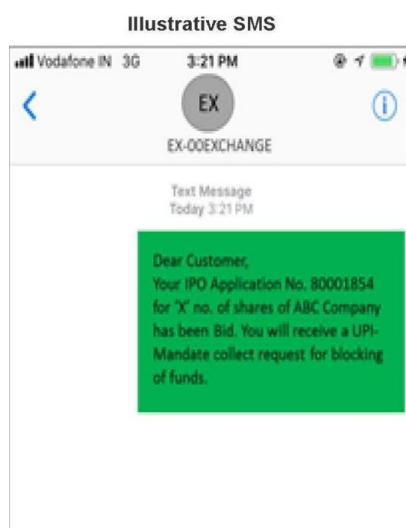 Illustrative SMS
Vodafone IN 3G 3:21 PM
EX
EX-00EXCHANGE
Text Message
Today 3:21 PM
Dear Customer,
Your IPO Application No. 80001854
for 'X' no. of shares of ABC Company
has been Bid. You will receive a UPI-
Mandate collect request for blocking
of funds.